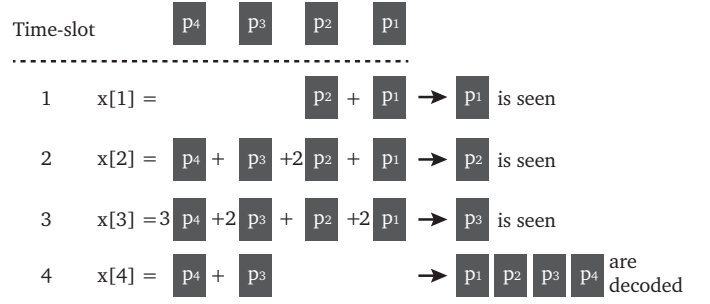 Time-slot p4 p3 p2 p1
1 x[1] = p2 + p1 p1 is seen
2 x[2] = p4 + p3 +2 p2 + p1 p2 is seen
3 x[3] =3 p4 +2 p3 + p2 +2 p1 p3 is seen
4 x[4] = p4 + p3 p1 p2 p3 p4 are decoded